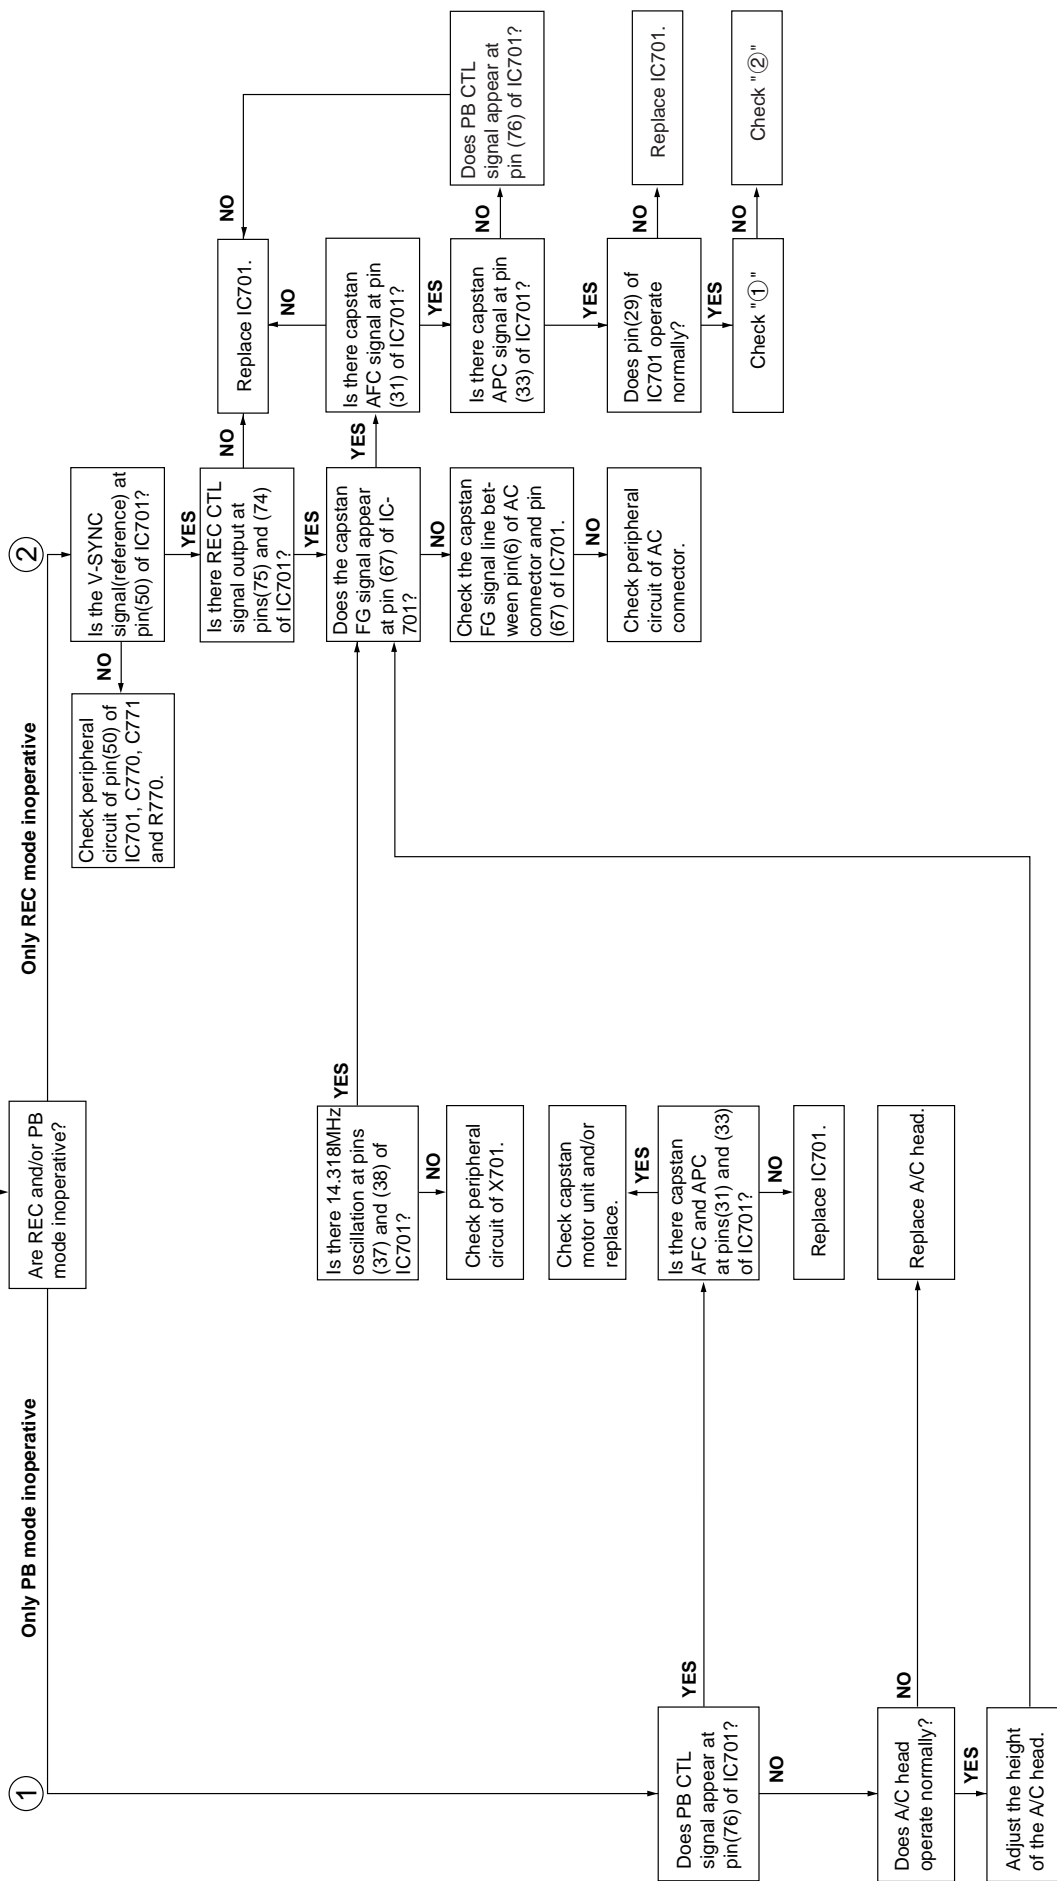 Are REC and/or PB
mode inoperative?
1
Only PB mode inoperative
Only REC mode inoperative
2
Is the V-SYNC
signal(reference) at
pin(50) of IC701?
NO
Check peripheral
circuit of pin(50) of
IC701, C770, C771
and R770.
YES
Is there REC CTL
signal output at
pins(75) and (74)
of IC701?
NO
Replace IC701.
YES
Is there 14.318MHz
oscillation at pins
(37) and (38) of
IC701?
YES
NO
Check peripheral
circuit of X701.
Does the capstan
FG signal appear
at pin (67) of IC-
701?
YES
NO
Check the capstan
FG signal line bet-
ween pin(6) of AC
connector and pin
(67) of IC701.
NO
Check peripheral
circuit of AC
connector.
Is there capstan
AFC signal at pin
(31) of IC701?
NO
YES
Is there capstan
APC signal at pin
(33) of IC701?
NO
Does PB CTL
signal appear at
pin (76) of IC701?
NO
YES
Does pin(29) of
IC701 operate
normally?
NO
Replace IC701.
YES
Check "①"
NO
Check "②"
Does PB CTL
signal appear at
pin(76) of IC701?
YES
Is there capstan
AFC and APC
at pins(31) and (33)
of IC701?
YES
Check capstan
motor unit and/or
replace.
NO
Replace IC701.
NO
Does A/C head
operate normally?
NO
Replace A/C head.
YES
Adjust the height
of the A/C head.